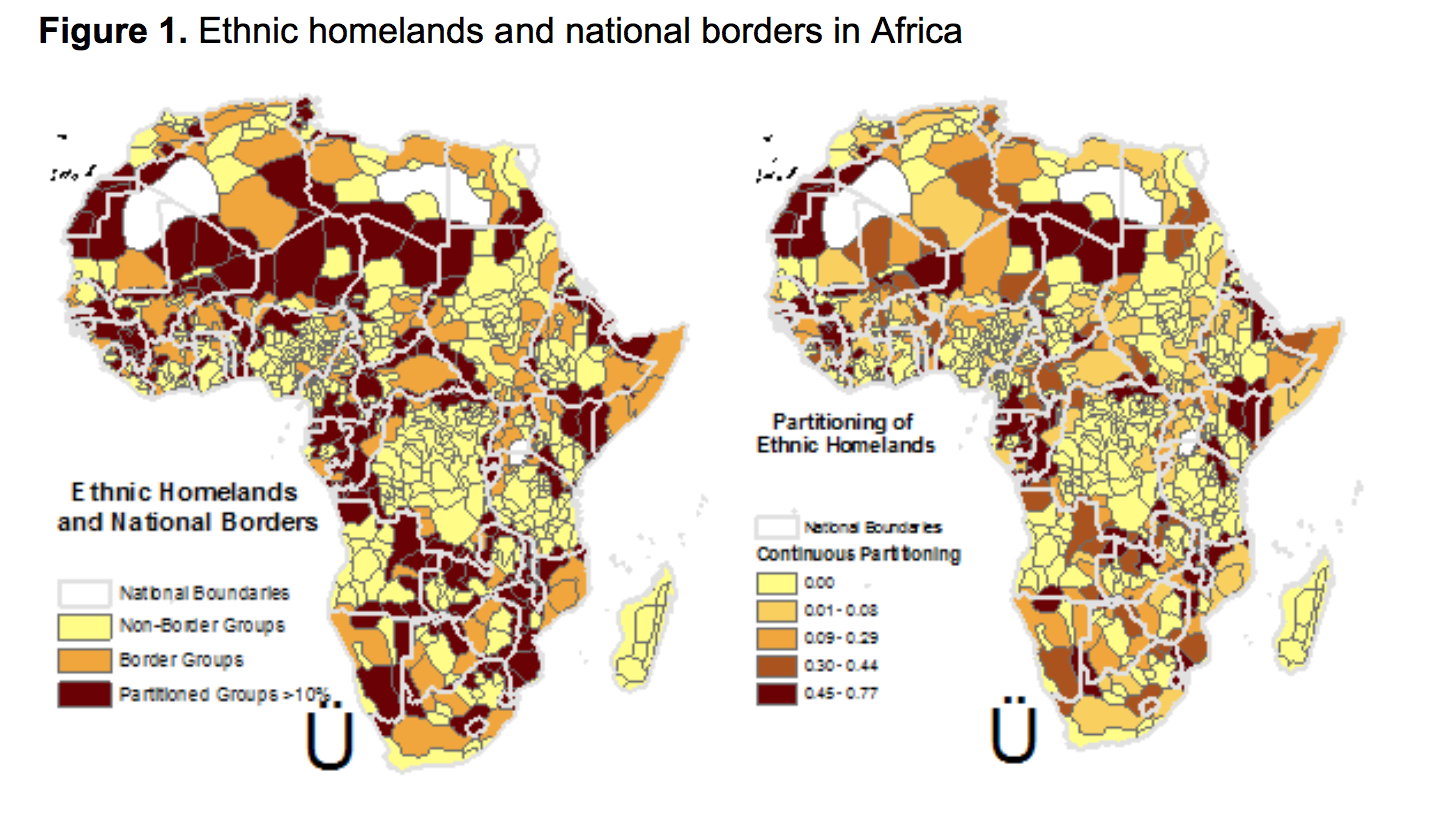 Figure 1. Ethnic homelands and national borders in Africa
Ethnic Homelands
and National Borders
National Boundaries
Non-Border Groups
Border Groups
Partitioned Groups >10%
Ü
Partitioning of
Ethnic Homelands
National Boundaries
Continuous Partitioning
0.00
0.01 - 0.08
0.09 - 0.29
0.30 - 0.44
0.45 - 0.77
Ü